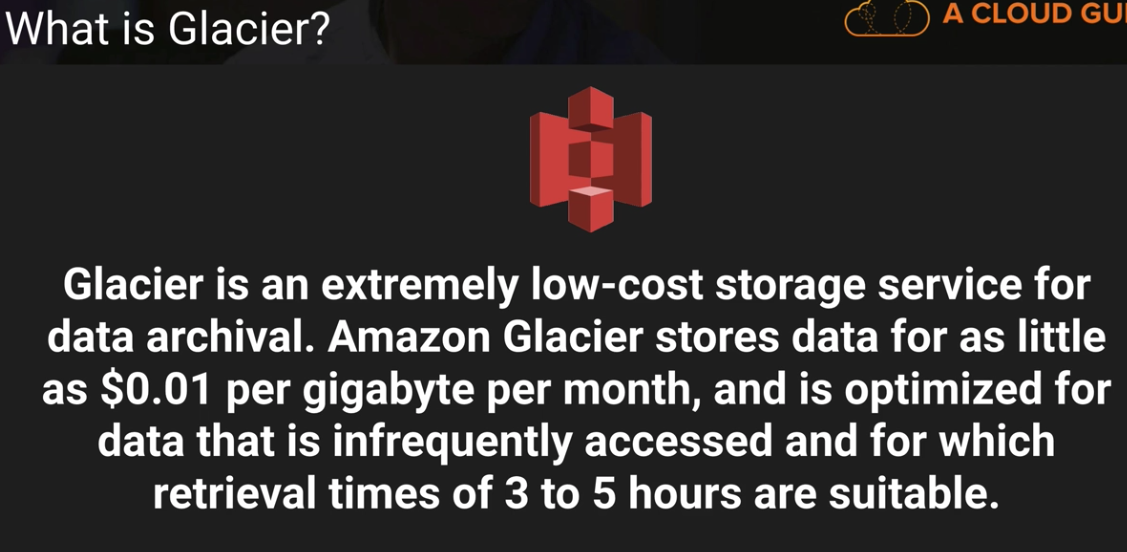 What is Glacier?
A CLOUD GU
Glacier is an extremely low-cost storage service for
data archival. Amazon Glacier stores data for as little
as $0.01 per gigabyte per month, and is optimized for
data that is infrequently accessed and for which
retrieval times of 3 to 5 hours are suitable.